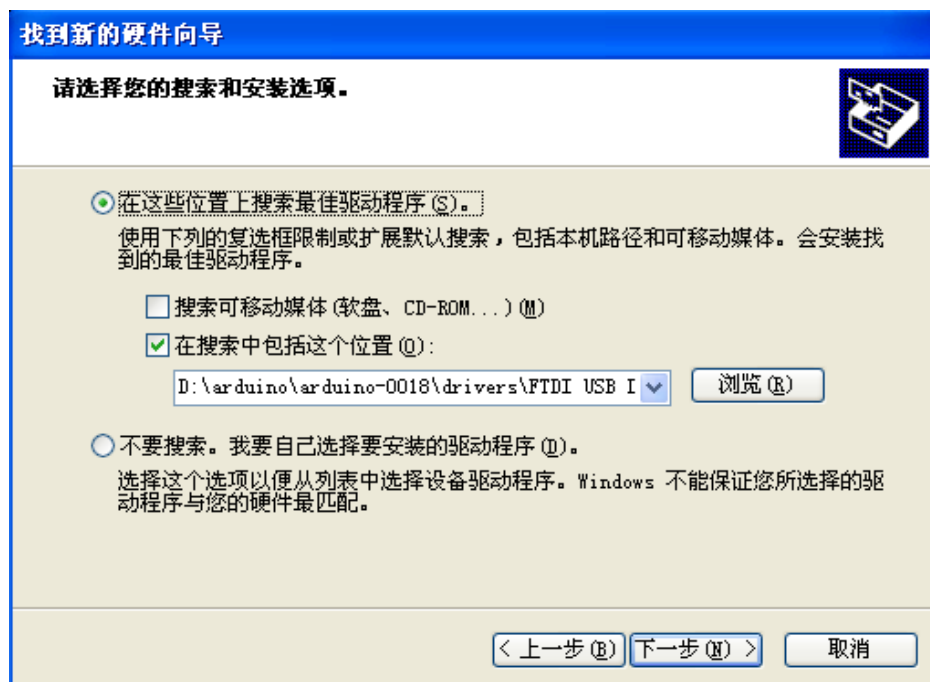 找到新的硬件向导
请选择您的搜索和安装选项。
在这些位置上搜索最佳驱动程序(S)。
使用下列的复选框限制或扩展默认搜索，包括本机路径和可移动媒体。会安装找
到的最佳驱动程序。
搜索可移动媒体(软盘、CD-ROM...)(M)
在搜索中包括这个位置(O):
D:\arduino\arduino-0018\drivers\FTDI USB I
浏览(R)
不要搜索。我要自己选择要安装的驱动程序(D)。
选择这个选项以便从列表中选择设备驱动程序。Windows 不能保证您所选择的驱
动程序与您的硬件最匹配。
< 上一步(B) 下一步(N) > 取消